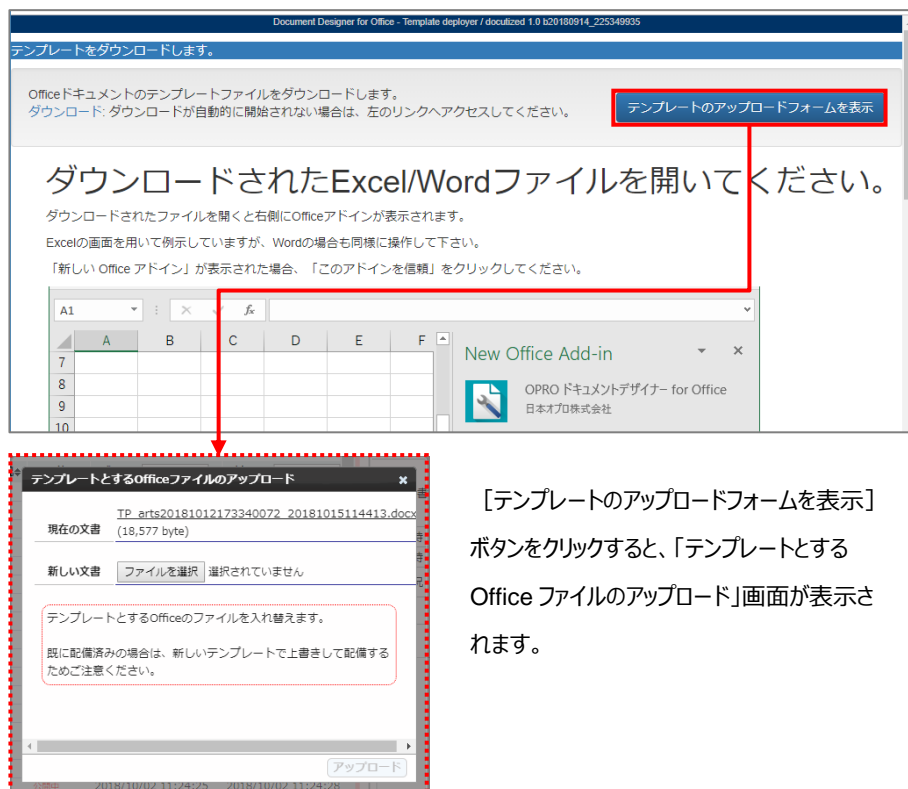 Document Designer for Office - Template deployer / docutized 1.0 b20180914_225349935
テンプレートをダウンロードします。
Officeドキュメントのテンプレートファイルをダウンロードします。
ダウンロード: ダウンロードが自動的に開始されない場合は、左のリンクへアクセスしてください。
テンプレートのアップロードフォームを表示
ダウンロードされたExcel/Wordファイルを開いてください。
ダウンロードされたファイルを開くと右側にOfficeアドインが表示されます。
Excelの画面を用いて例示していますが、Wordの場合も同様に操作して下さい。
「新しい Office アドイン」が表示された場合、「このアドインを信頼」をクリックしてください。
A1 fx
A B C D E F
7
8
9
10
New Office Add-in
OPRO ドキュメントデザイナー for Office
日本オプロ株式会社
テンプレートとするOfficeファイルのアップロード
現在の文書 TP_arts20181012173340072_20181015114413.docx
(18,577 byte)
新しい文書 ファイルを選択 選択されていません
テンプレートとするOfficeのファイルを入れ替えます。
既に配備済みの場合は、新しいテンプレートで上書きして配備する
ためご注意ください。
アップロード
2018/10/02 11:24:25 2018/10/02 11:24:28
［テンプレートのアップロードフォームを表示］
ボタンをクリックすると、「テンプレートとする
Office ファイルのアップロード」画面が表示さ
れます。